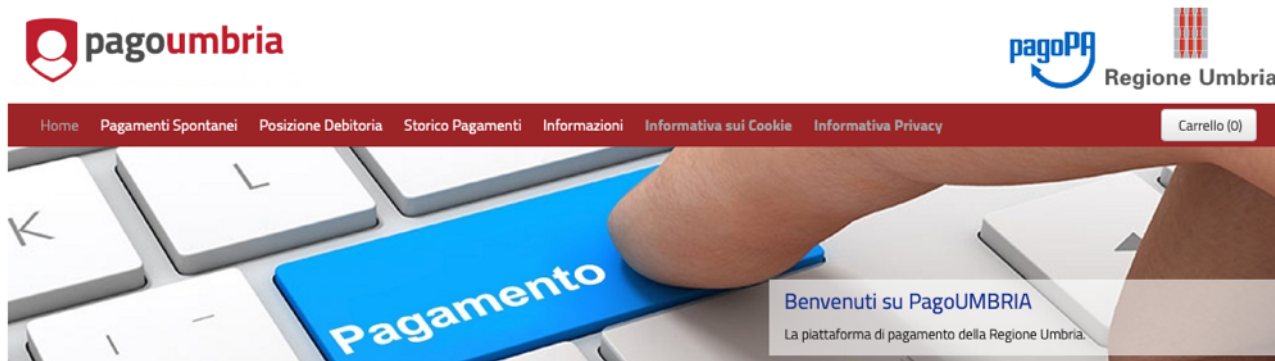 pagoumbria
pagoPA
Regione Umbria
Home Pagamenti Spontanei Posizione Debitoria Storico Pagamenti Informazioni Informativa sui Cookie Informativa Privacy Carrello (0)
K
L
I
Pagamento
Benvenuti su PagoUMBRIA
La piattaforma di pagamento della Regione Umbria.